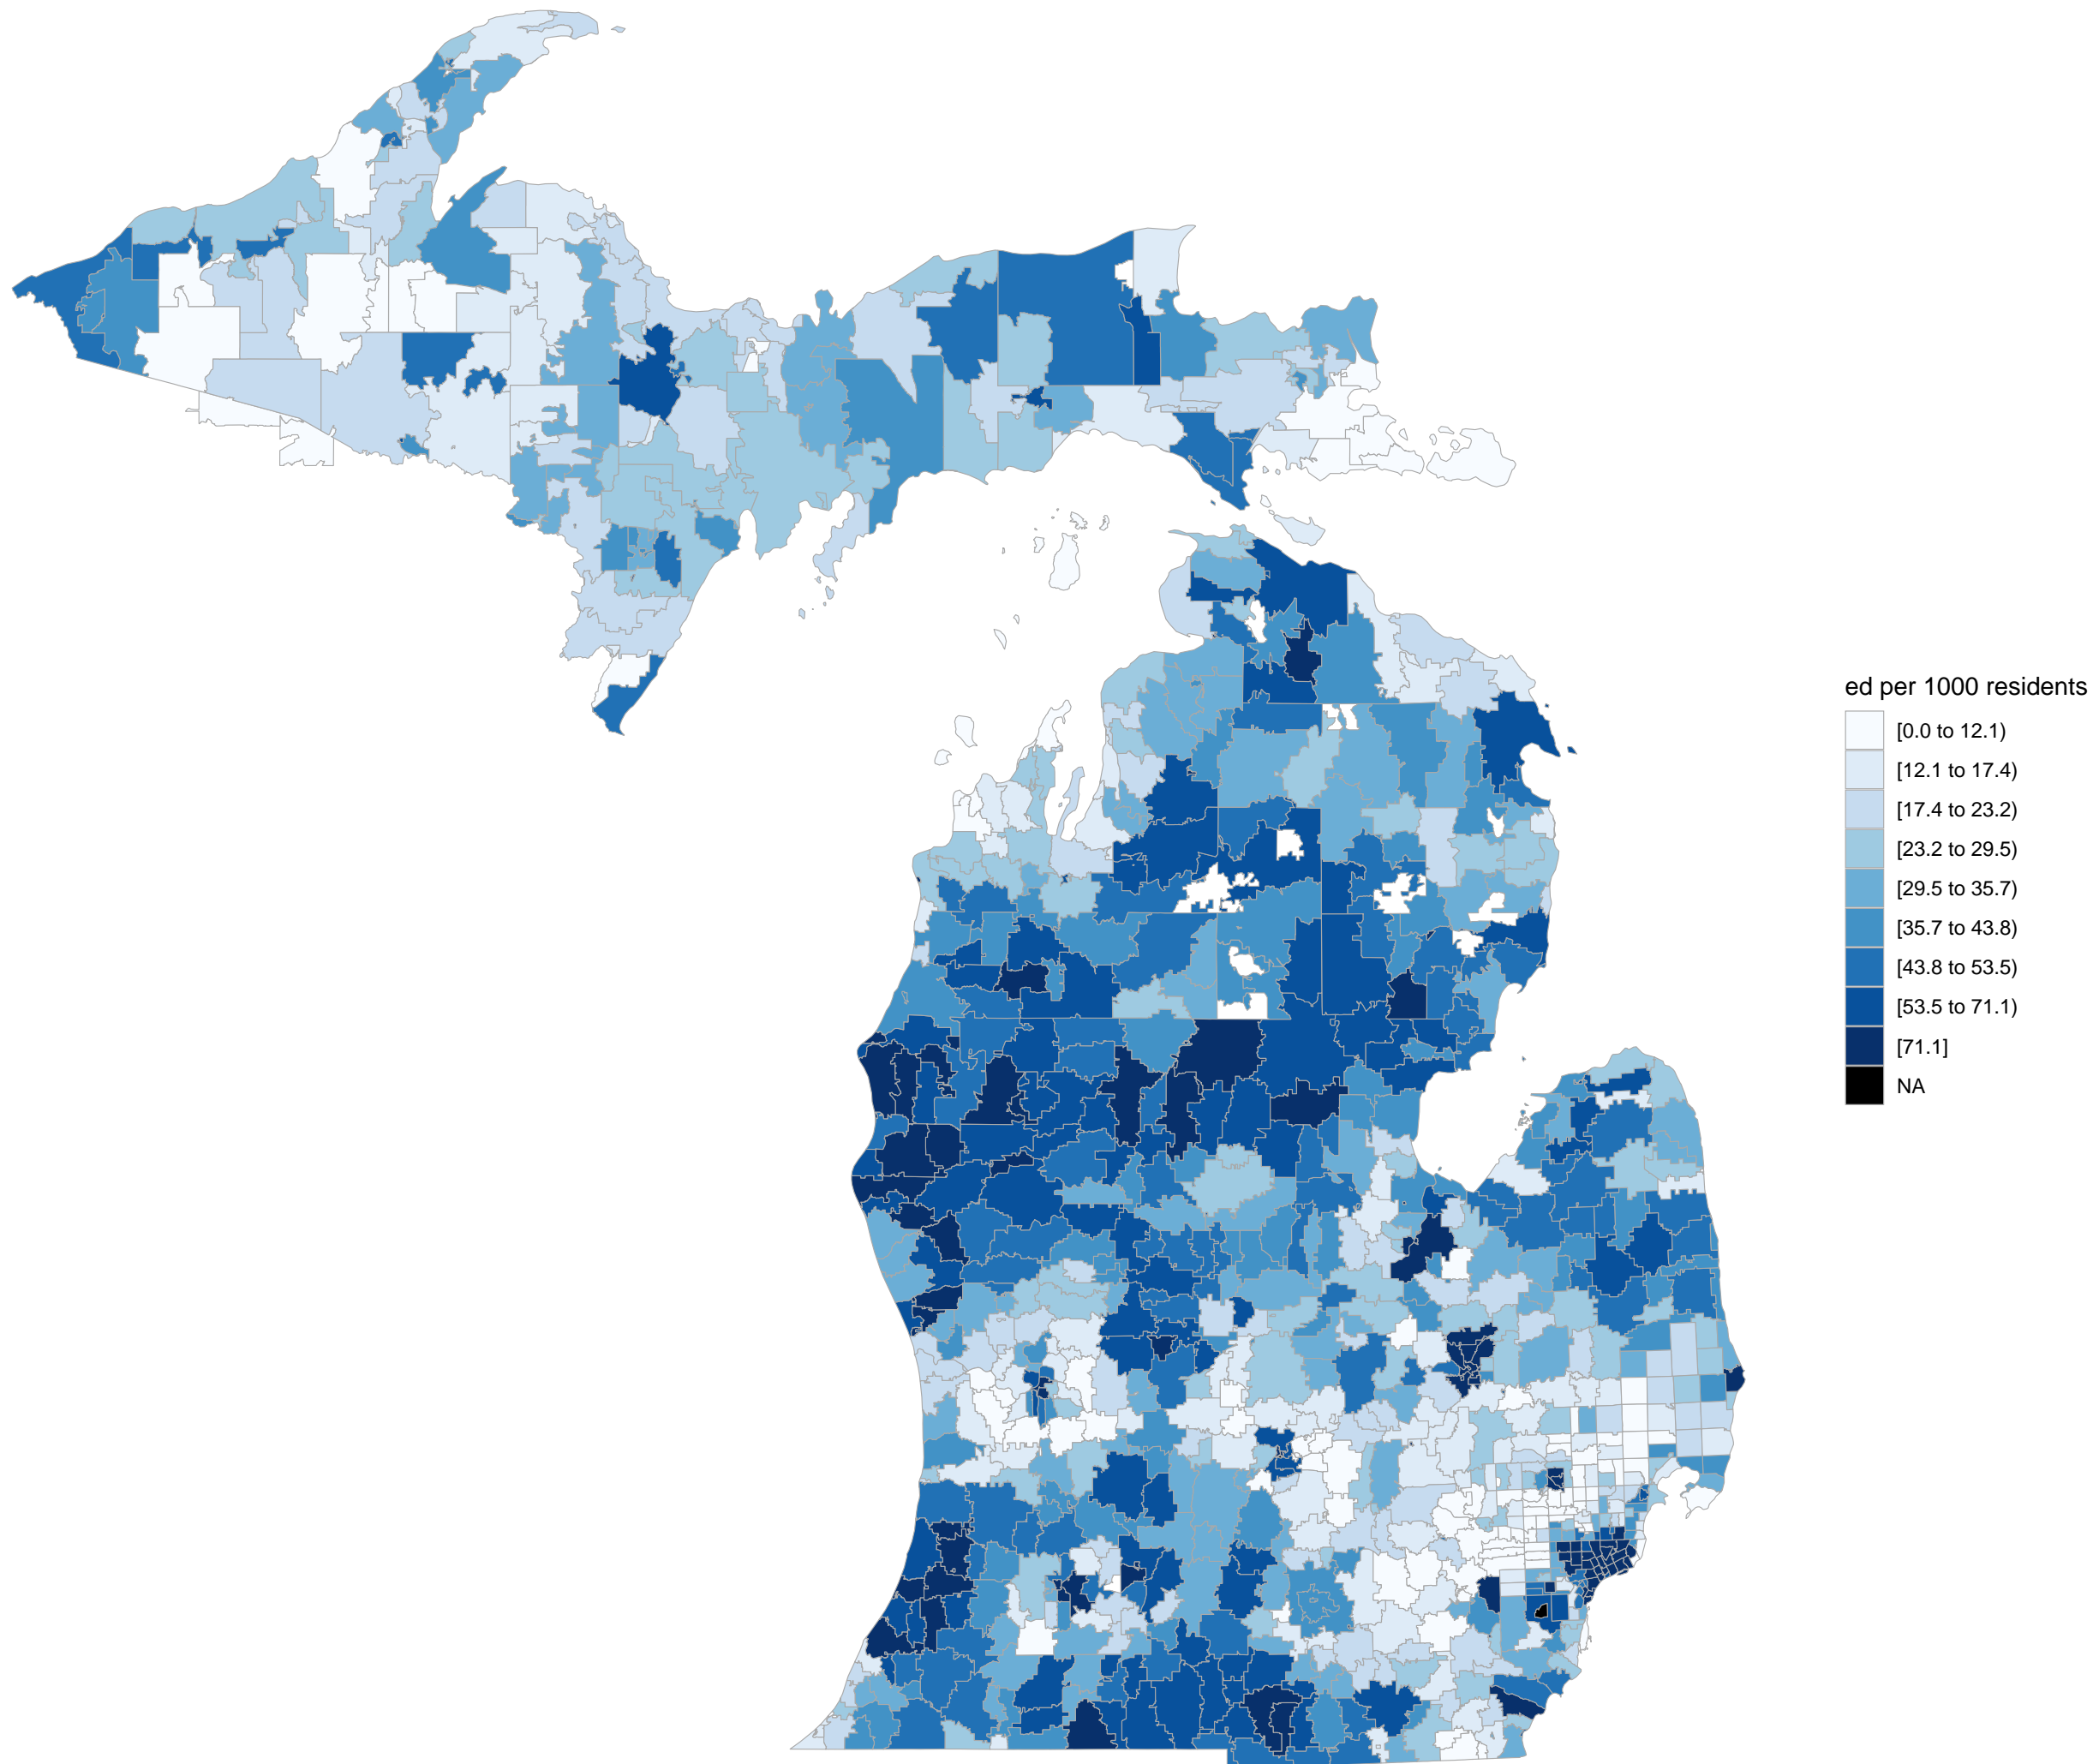 ed per 1000 residents
[0.0 to 12.1)
[12.1 to 17.4)
[17.4 to 23.2)
[23.2 to 29.5)
[29.5 to 35.7)
[35.7 to 43.8)
[43.8 to 53.5)
[53.5 to 71.1)
[71.1]
NA